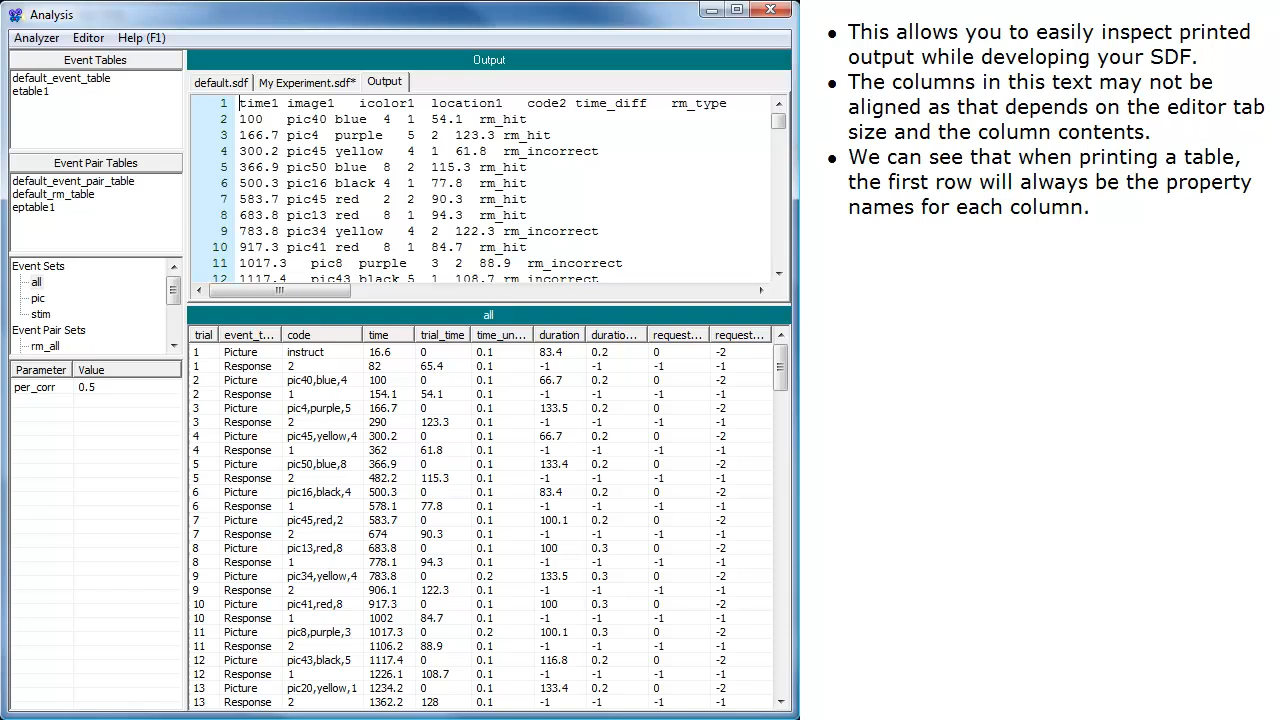 Analysis
Analyzer Editor Help (F1)
Event Tables
default_event_table
etable1
Event Pair Tables
default_event_pair_table
default_rm_table
eptable1
Event Sets
all
pic
stim
Event Pair Sets
rm_all
Parameter Value
per_corr 0.5
Output
default.sdf My Experiment.sdf* Output
1 time1 image1 icolor1 location1 code2 time_diff rm_type
2 100 pic40 blue 4 1 54.1 rm_hit
3 166.7 pic4 purple 5 2 123.3 rm_hit
4 300.2 pic45 yellow 4 1 61.8 rm_incorrect
5 366.9 pic50 blue 8 2 115.3 rm_hit
6 500.3 pic16 black 4 1 77.8 rm_hit
7 583.7 pic45 red 2 2 90.3 rm_hit
8 683.8 pic13 red 8 1 94.3 rm_hit
9 783.8 pic34 yellow 4 2 122.3 rm_incorrect
10 917.3 pic41 red 8 1 84.7 rm_hit
11 1017.3 pic8 purple 3 2 88.9 rm_incorrect
12 1117.4 pic43 black 5 1 108.7 rm_incorrect
all
trial event_t... code time trial_time time_un... duration duratio... request... request...
1 Picture instruct 16.6 0 0.1 83.4 0.2 0 -2
1 Response 2 82 65.4 0.1 -1 -1 -1 -1
2 Picture pic40,blue,4 100 0 0.1 66.7 0.2 0 -2
2 Response 1 154.1 54.1 0.1 -1 -1 -1 -1
3 Picture pic4,purple,5 166.7 0 0.1 133.5 0.2 0 -2
3 Response 2 290 123.3 0.1 -1 -1 -1 -1
4 Picture pic45,yellow,4 300.2 0 0.1 66.7 0.2 0 -2
4 Response 1 362 61.8 0.1 -1 -1 -1 -1
5 Picture pic50,blue,8 366.9 0 0.1 133.4 0.2 0 -2
5 Response 2 482.2 115.3 0.1 -1 -1 -1 -1
6 Picture pic16,black,4 500.3 0 0.1 83.4 0.2 0 -2
6 Response 1 578.1 77.8 0.1 -1 -1 -1 -1
7 Picture pic45,red,2 583.7 0 0.1 100.1 0.2 0 -2
7 Response 2 674 90.3 0.1 -1 -1 -1 -1
8 Picture pic13,red,8 683.8 0 0.1 100 0.3 0 -2
8 Response 1 778.1 94.3 0.1 -1 -1 -1 -1
9 Picture pic34,yellow,4 783.8 0 0.2 133.5 0.3 0 -2
9 Response 2 906.1 122.3 0.1 -1 -1 -1 -1
10 Picture pic41,red,8 917.3 0 0.1 100 0.3 0 -2
10 Response 1 1002 84.7 0.1 -1 -1 -1 -1
11 Picture pic8,purple,3 1017.3 0 0.2 100.1 0.3 0 -2
11 Response 2 1106.2 88.9 0.1 -1 -1 -1 -1
12 Picture pic43,black,5 1117.4 0 0.1 116.8 0.2 0 -2
12 Response 1 1226.1 108.7 0.1 -1 -1 -1 -1
13 Picture pic20,yellow,1 1234.2 0 0.1 133.4 0.2 0 -2
13 Response 2 1362.2 128 0.1 -1 -1 -1 -1
• This allows you to easily inspect printed
output while developing your SDF.
• The columns in this text may not be
aligned as that depends on the editor tab
size and the column contents.
• We can see that when printing a table,
the first row will always be the property
names for each column.